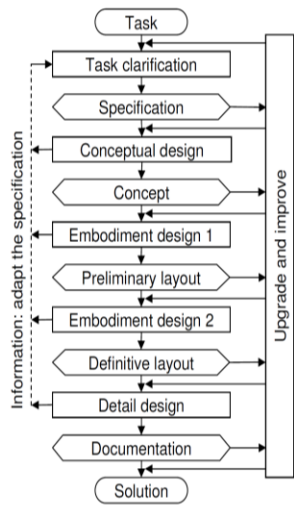 Task
Task clarification
Specification
Conceptual design
Concept
Embodiment design 1
Preliminary layout
Embodiment design 2
Definitive layout
Detail design
Documentation
Solution
Information: adapt the specification
Upgrade and improve